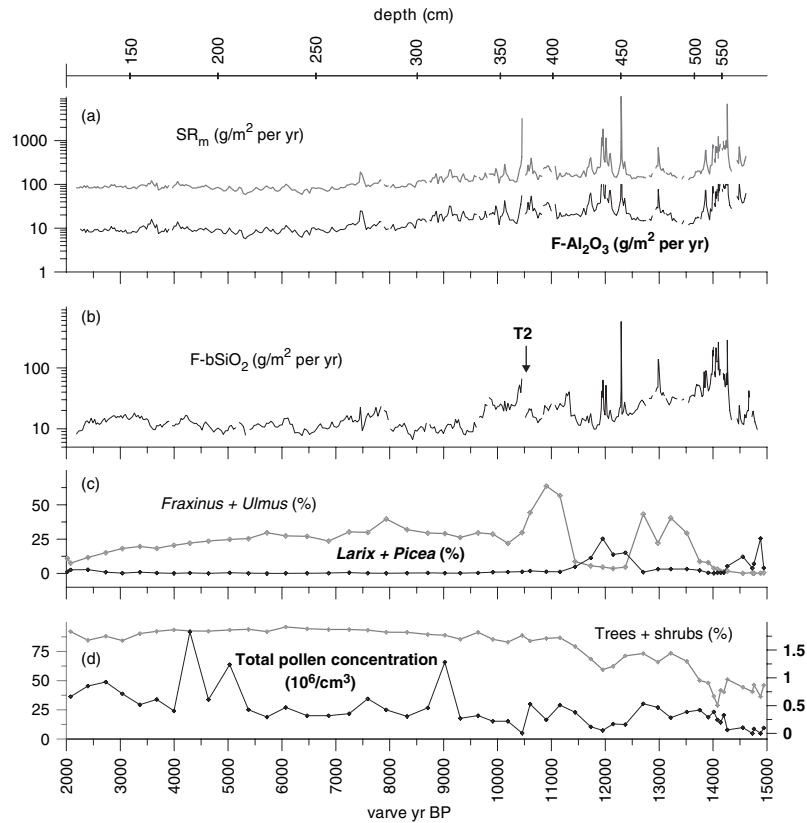 depth (cm)
150 200 250 300 350 400 450 500 550
(a)
SRm (g/m² per yr)
1000
100
10
1
F-Al₂O₃ (g/m² per yr)
(b)
T2
F-bSiO₂ (g/m² per yr)
100
10
(c)
Fraxinus + Ulmus (%)
50
25
0
Larix + Picea (%)
Trees + shrubs (%)
(d)
Total pollen concentration
(10⁶/cm³)
75
50
25
0
1.5
1
0.5
0
2000 3000 4000 5000 6000 7000 8000 9000 10000 11000 12000 13000 14000 15000
varve yr BP